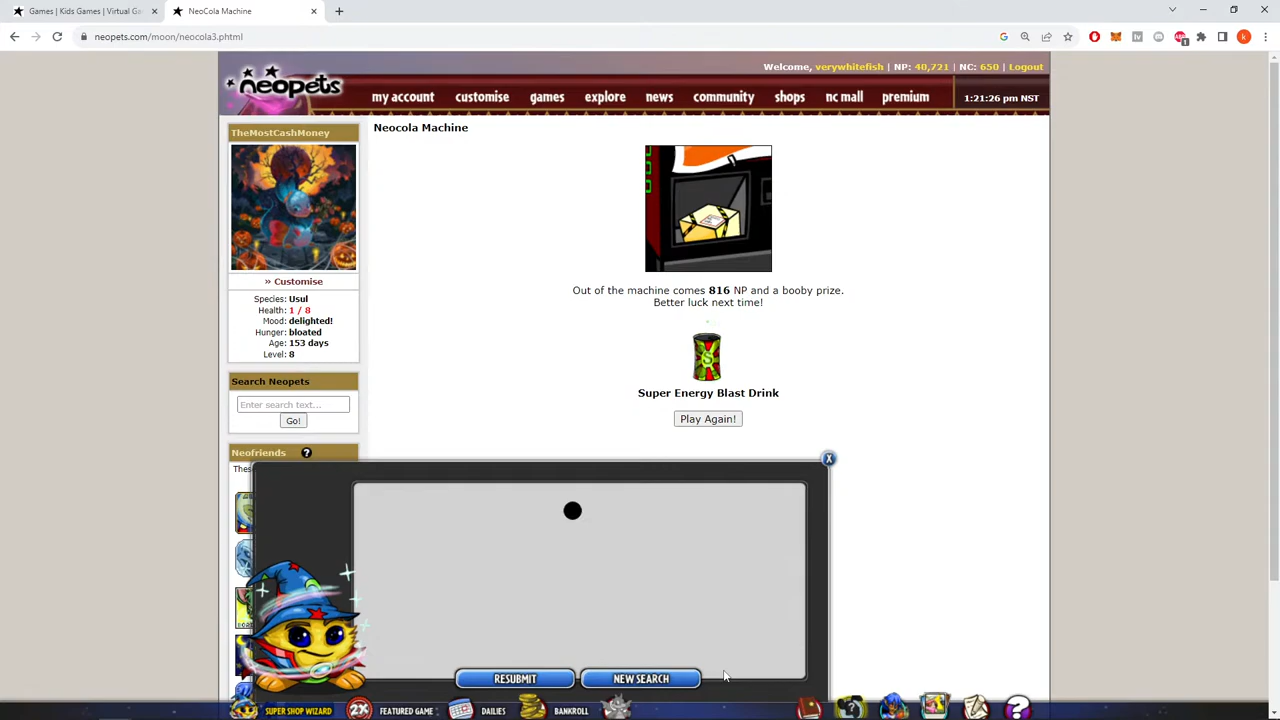 Games | Kids Games | Virtual Ga
NeoCola Machine
neopets.com/moon/neocola3.phtml
Welcome, verywhitefish | NP: 40,721 | NC: 650 | Logout
neopets
my account customise games explore news community shops nc mall premium
1:21:26 pm NST
TheMostCashMoney
» Customise
Species: Usul
Health: 1 / 8
Mood: delighted!
Hunger: bloated
Age: 153 days
Level: 8
Search Neopets
Enter search text...
Go!
Neofriends ?
Thes
Neocola Machine
Out of the machine comes 816 NP and a booby prize.
Better luck next time!
Super Energy Blast Drink
Play Again!
X
RESUBMIT NEW SEARCH
SUPER SHOP WIZARD 2X FEATURED GAME DAILIES BANKROLL